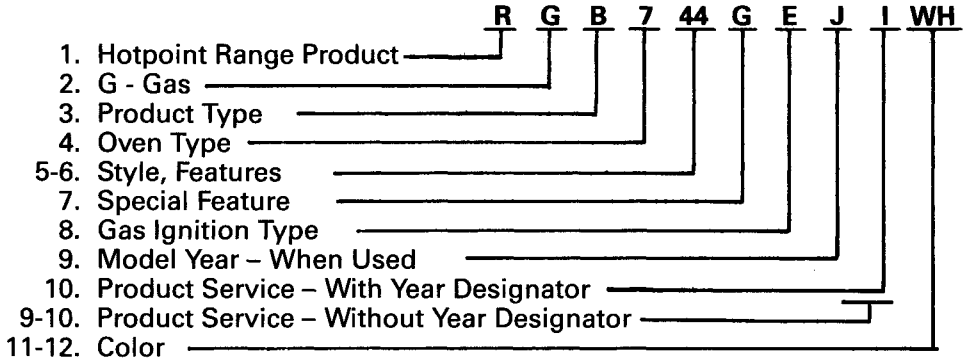 R G B 7 44 G E J I WH
1. Hotpoint Range Product
2. G - Gas
3. Product Type
4. Oven Type
5-6. Style, Features
7. Special Feature
8. Gas Ignition Type
9. Model Year – When Used
10. Product Service – With Year Designator
9-10. Product Service – Without Year Designator
11-12. Color